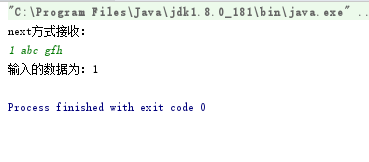 "C:\Program Files\Java\jdk1.8.0_181\bin\java.exe" ..
next方式接收：
1 abc gfh
输入的数据为：1
Process finished with exit code 0